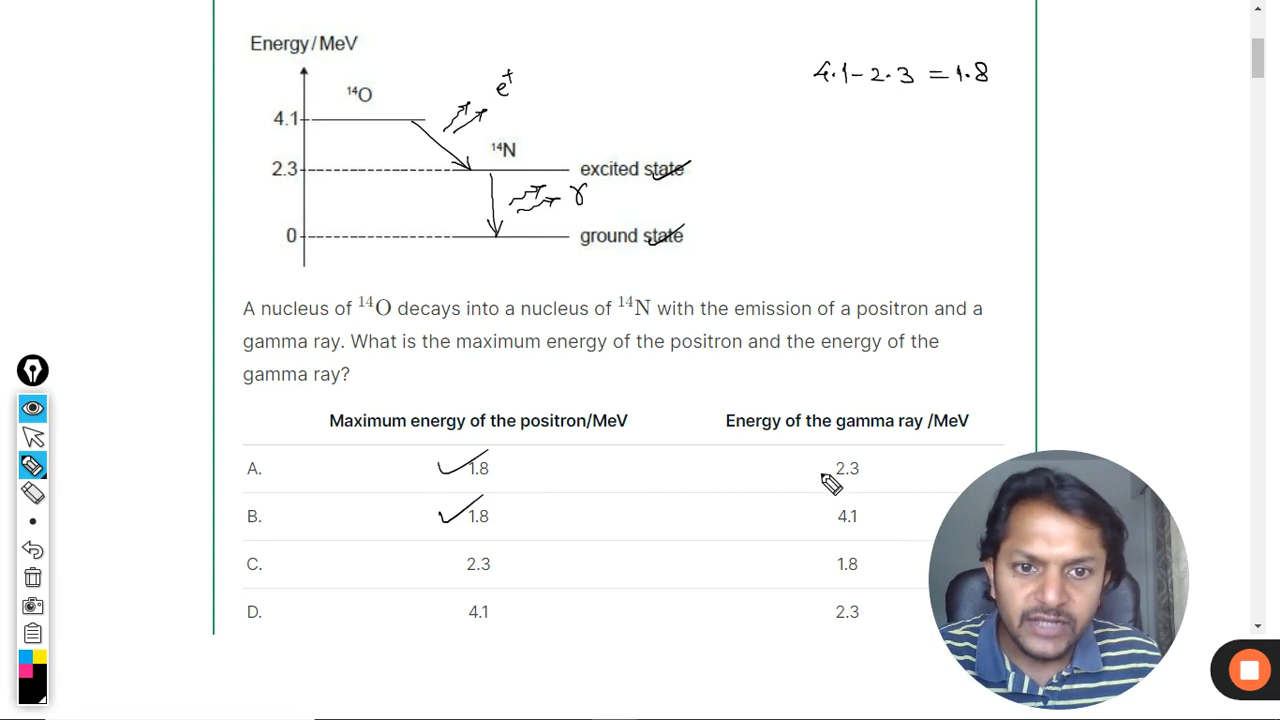 Energy/MeV
e⁺
4.1-2.3 = 1.8
¹⁴O
4.1
¹⁴N
2.3
excited state
γ
0
ground state
A nucleus of ¹⁴O decays into a nucleus of ¹⁴N with the emission of a positron and a
gamma ray. What is the maximum energy of the positron and the energy of the
gamma ray?
Maximum energy of the positron/MeV Energy of the gamma ray /MeV
A. 1.8 2.3
B. 1.8 4.1
C. 2.3 1.8
D. 4.1 2.3